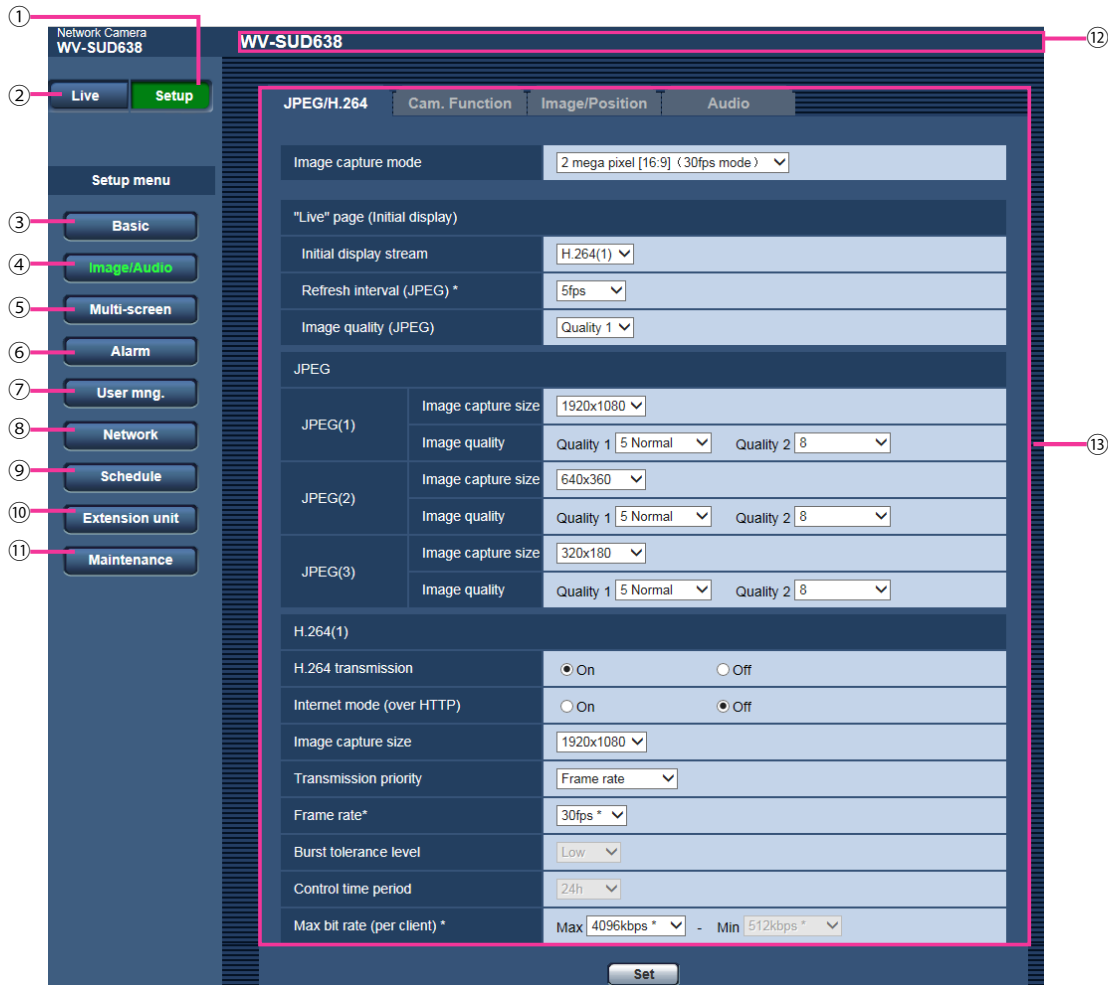 ①
Network Camera
WV-SUD638
WV-SUD638
⑫
② Live Setup
JPEG/H.264 Cam. Function Image/Position Audio
Image capture mode 2 mega pixel [16:9] (30fps mode)
Setup menu
"Live" page (Initial display)
③ Basic
Initial display stream H.264(1)
④ Image/Audio
Refresh interval (JPEG) * 5fps
⑤ Multi-screen
Image quality (JPEG) Quality 1
⑥ Alarm
JPEG
⑦ User mng.
JPEG(1) Image capture size 1920x1080
⑧ Network
Image quality Quality 1 5 Normal Quality 2 8
⑬
⑨ Schedule
JPEG(2) Image capture size 640x360
⑩ Extension unit
Image quality Quality 1 5 Normal Quality 2 8
⑪ Maintenance
JPEG(3) Image capture size 320x180
Image quality Quality 1 5 Normal Quality 2 8
H.264(1)
H.264 transmission On Off
Internet mode (over HTTP) On Off
Image capture size 1920x1080
Transmission priority Frame rate
Frame rate* 30fps *
Burst tolerance level Low
Control time period 24h
Max bit rate (per client) * Max 4096kbps * - Min 512kbps *
Set